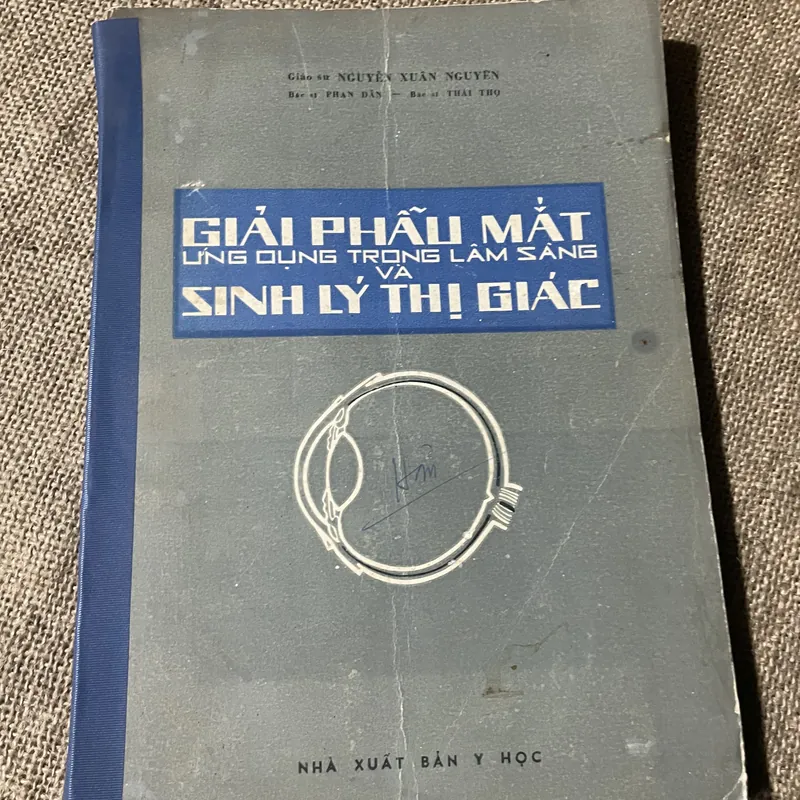 Giáo sư NGUYỄN XUÂN NGUYÊN
Bác sĩ PHAN DẪN — Bác sĩ THÁI THỌ
GIẢI PHẪU MẮT
ỨNG DỤNG TRONG LÂM SÀNG
VÀ
SINH LÝ THỊ GIÁC
NHÀ XUẤT BẢN Y HỌC